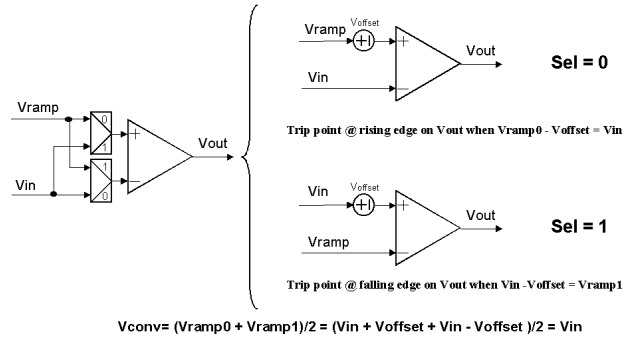 Vramp
Vin
0
1
1
0
+
−
Vout
Vramp
Voffset
Vin
+
−
Vout
Sel = 0
Trip point @ rising edge on Vout when Vramp0 - Voffset = Vin
Vin
Voffset
Vramp
+
−
Vout
Sel = 1
Trip point @ falling edge on Vout when Vin -Voffset = Vramp1
Vconv= (Vramp0 + Vramp1)/2 = (Vin + Voffset + Vin - Voffset )/2 = Vin